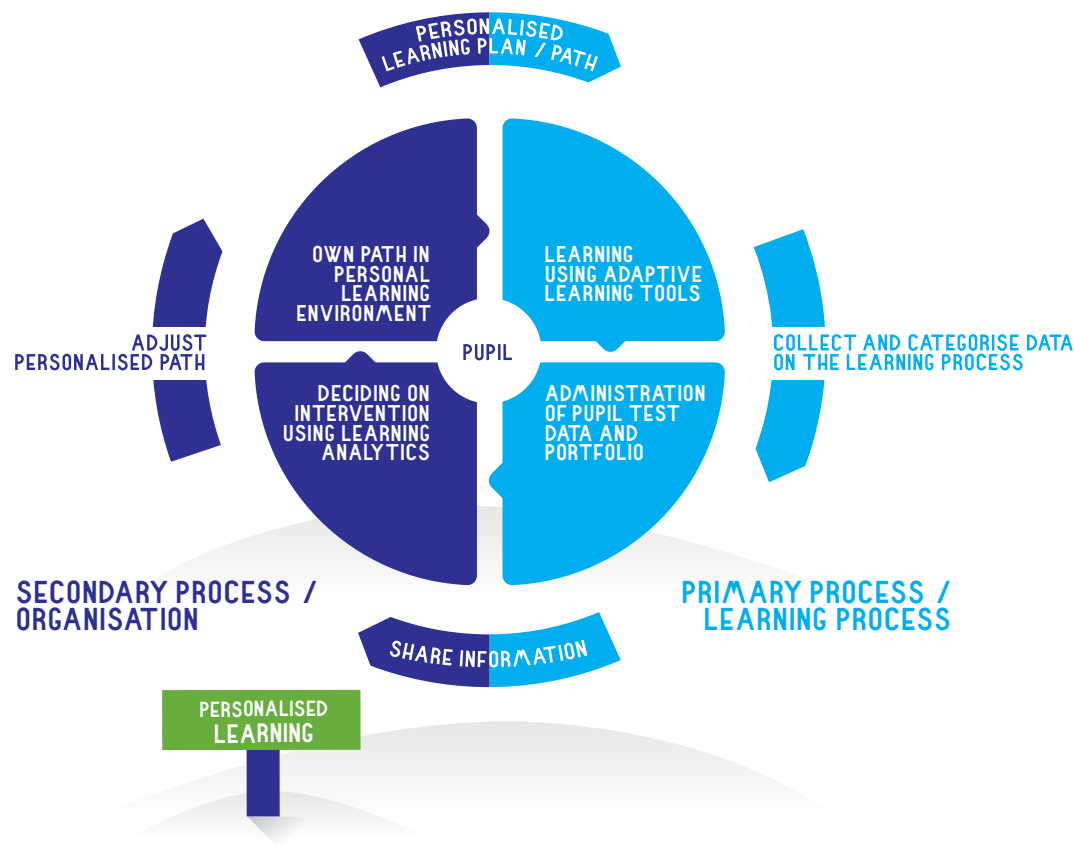 PERSONALISED
LEARNING PLAN / PATH
OWN PATH IN
PERSONAL
LEARNING
ENVIRONMENT
LEARNING
USING ADAPTIVE
LEARNING TOOLS
ADJUST
PERSONALISED PATH
PUPIL
COLLECT AND CATEGORISE DATA
ON THE LEARNING PROCESS
DECIDING ON
INTERVENTION
USING LEARNING
ANALYTICS
ADMINISTRATION
OF PUPIL TEST
DATA AND
PORTFOLIO
SECONDARY PROCESS /
ORGANISATION
PRIMARY PROCESS /
LEARNING PROCESS
SHARE INFORMATION
PERSONALISED
LEARNING